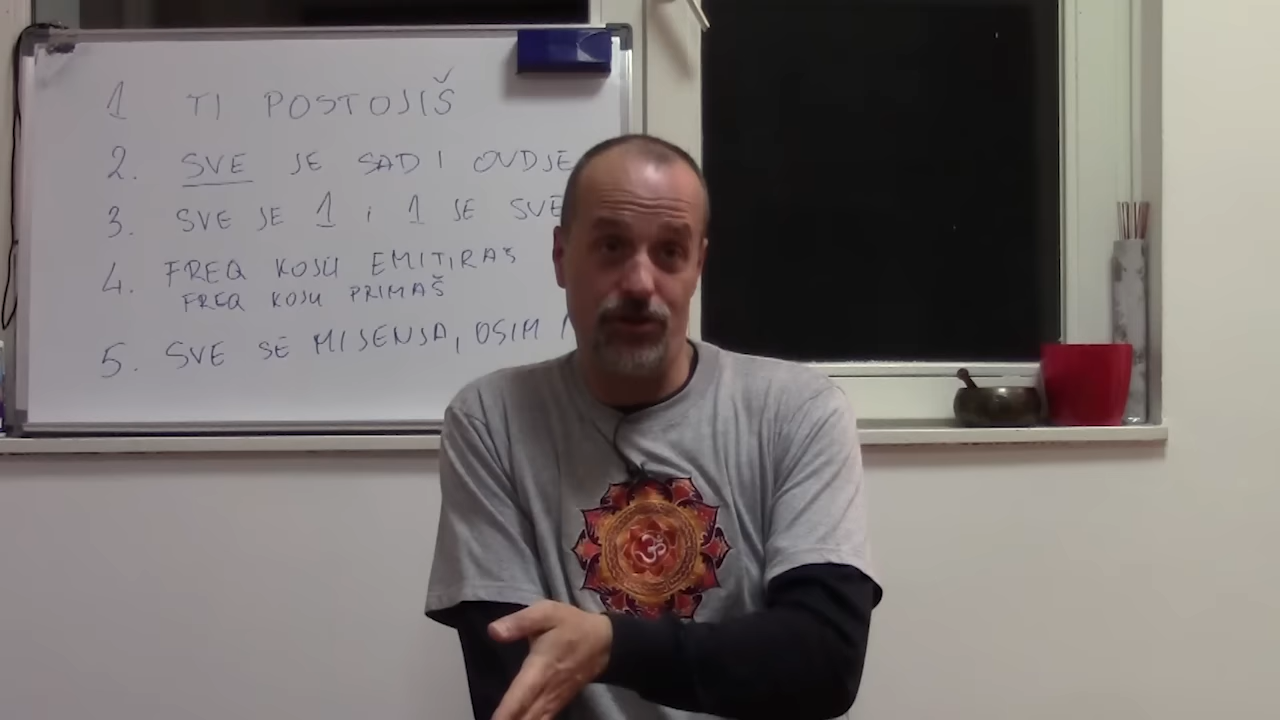 1 TI POSTOJIŠ
2. SVE JE SAD I OVDJE
3. SVE JE 1 i 1 JE SVE
4. FREQ KOJU EMITIRAŠ
FREQ KOJU PRIMAŠ
5. SVE SE MIJENJA, OSIM
ॐ